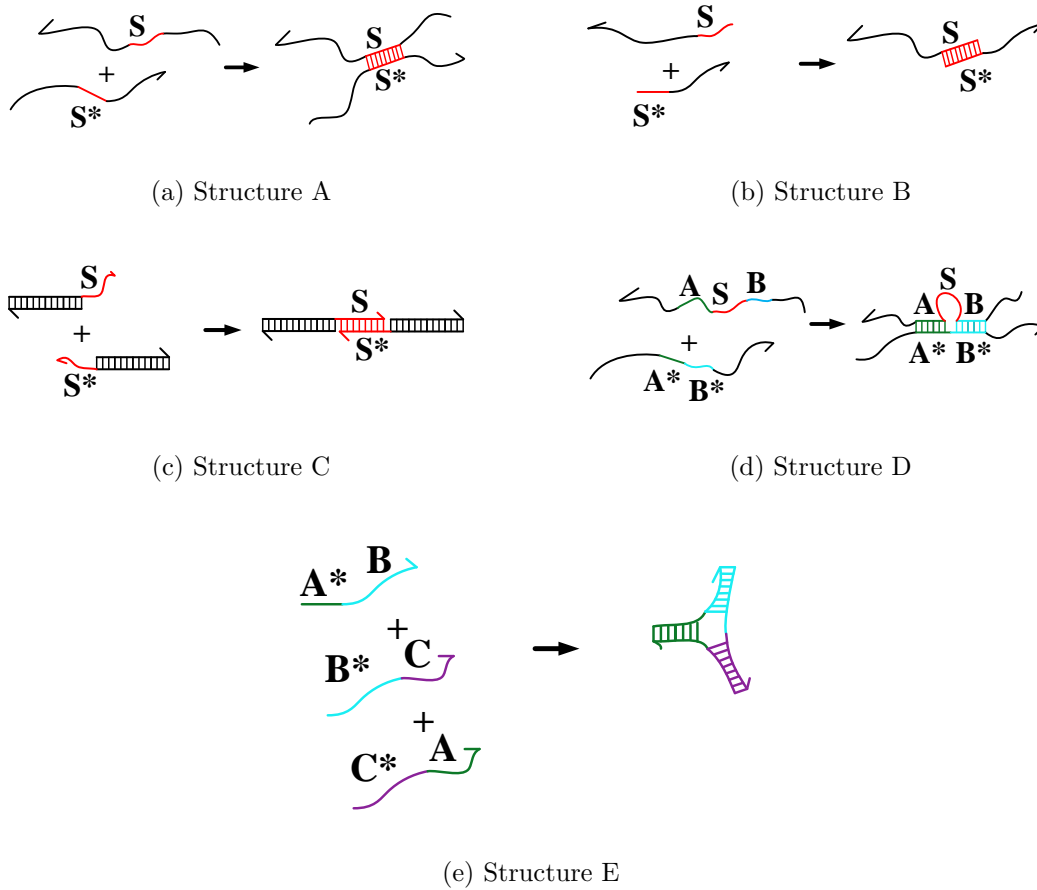 S
+
S*
S
S*
(a) Structure A
S
+
S*
S
S*
(b) Structure B
S
+
S*
S
S*
(c) Structure C
A S B
+
A* B*
S
A B
A* B*
(d) Structure D
A* B
+
B* C
+
C* A
(e) Structure E